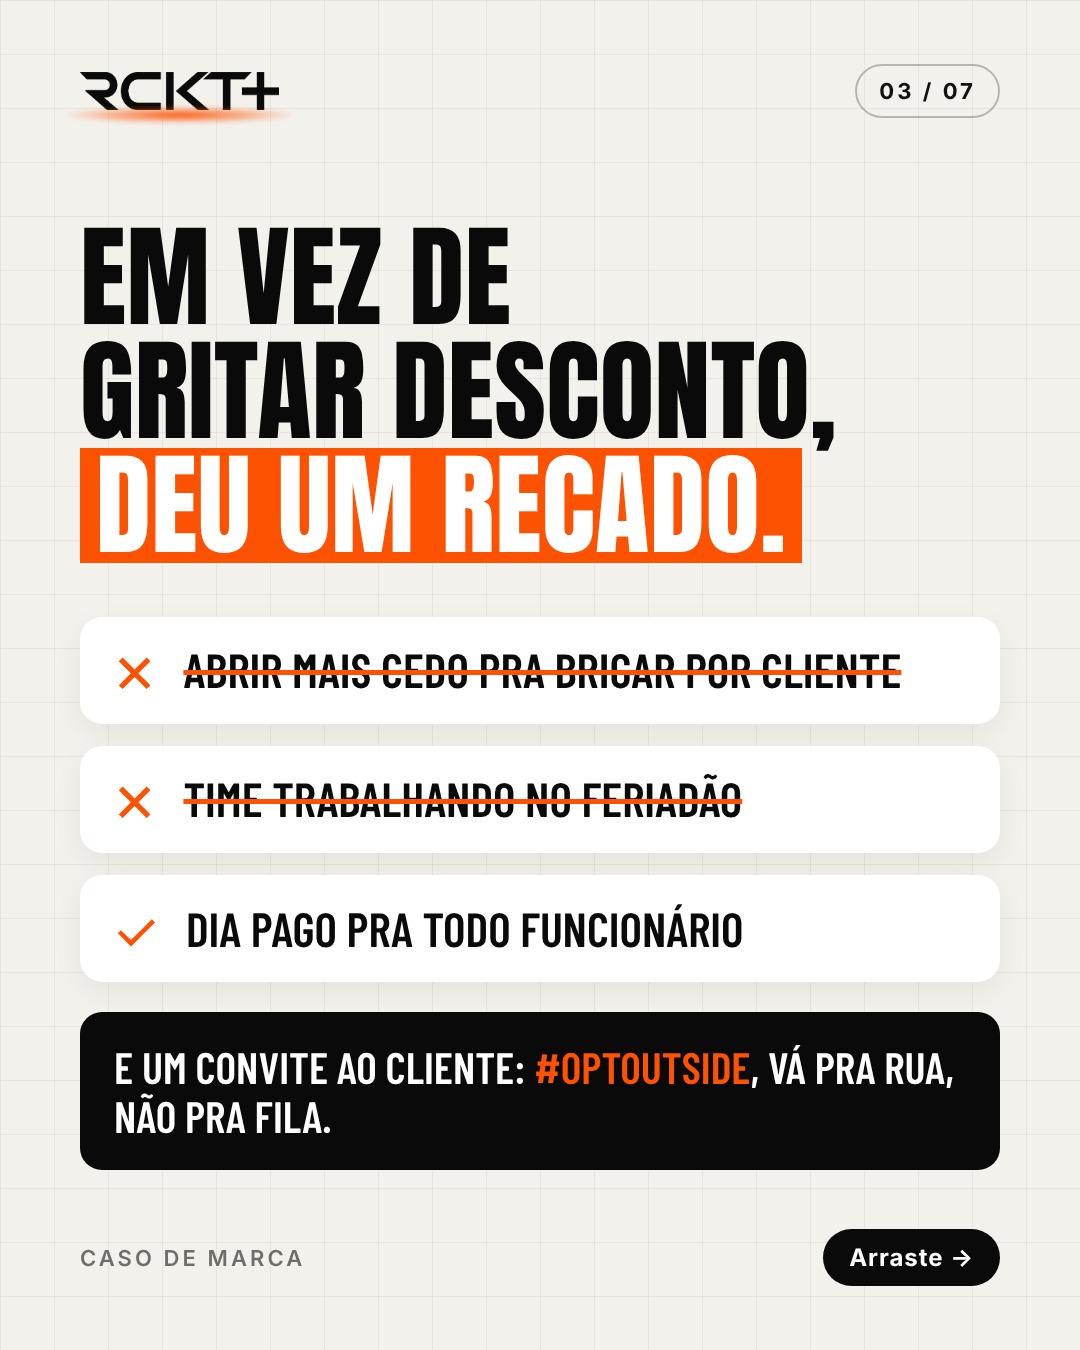 RCKT+
03 / 07
EM VEZ DE
GRITAR DESCONTO,
DEU UM RECADO.
ABRIR MAIS CEDO PRA BRIGAR POR CLIENTE
TIME TRABALHANDO NO FERIADÃO
DIA PAGO PRA TODO FUNCIONÁRIO
E UM CONVITE AO CLIENTE: #OPTOUTSIDE, VÁ PRA RUA,
NÃO PRA FILA.
CASO DE MARCA
Arraste →